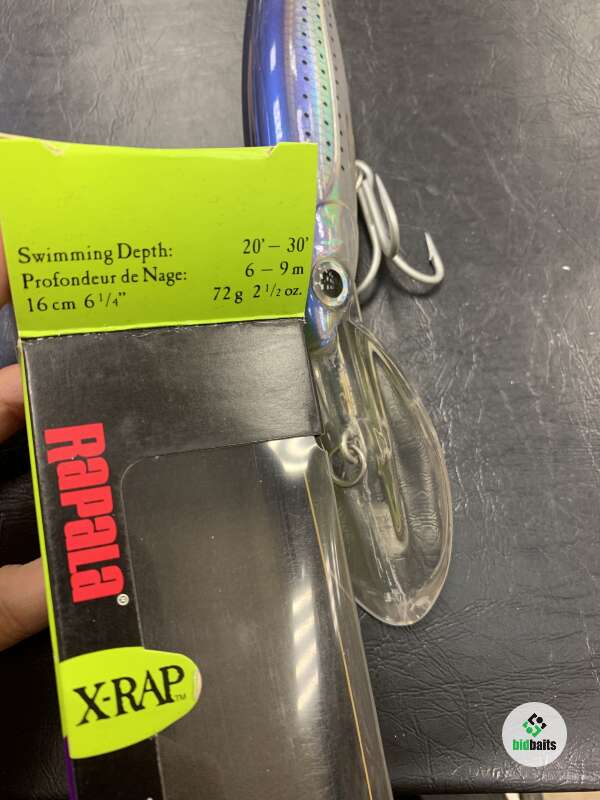 Swimming Depth: 20' – 30'
Profondeur de Nage: 6 – 9 m
16 cm 6 1/4" 72 g 2 1/2 oz.
RAPALA®
X-RAP™
bidbaits